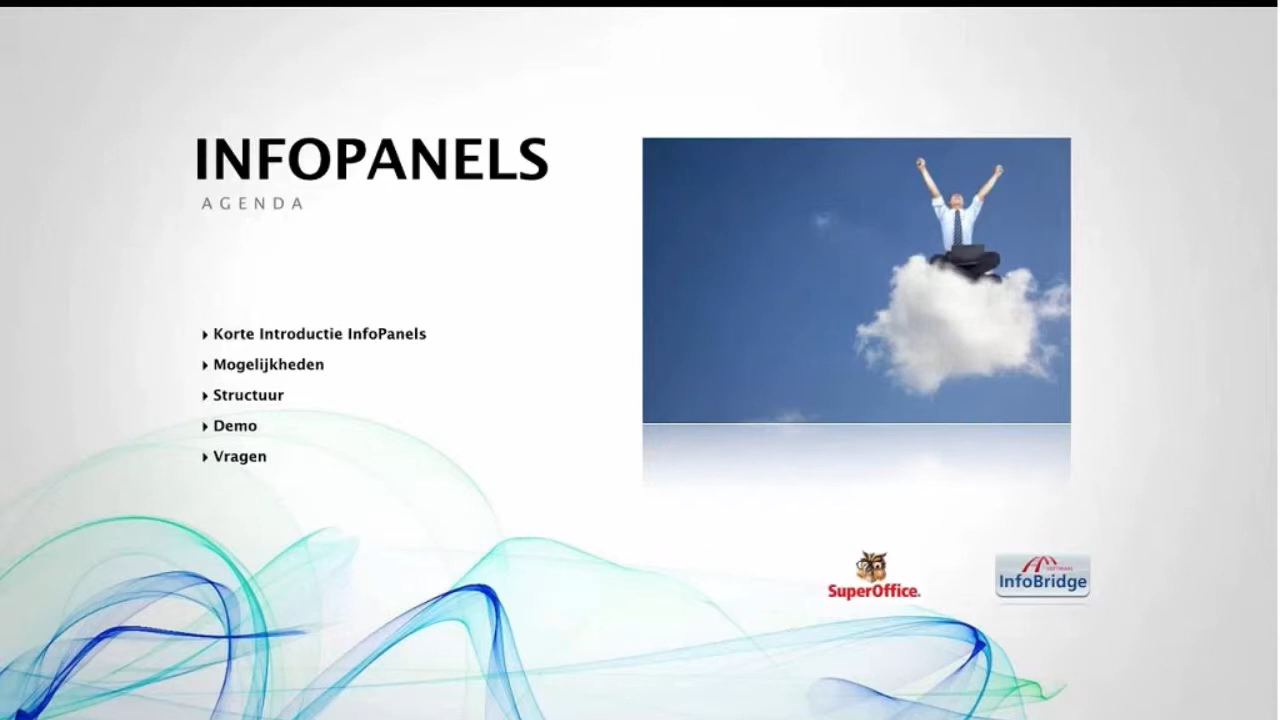 INFOPANELS
AGENDA
Korte Introductie InfoPanels
Mogelijkheden
Structuur
Demo
Vragen
SuperOffice.
InfoBridge